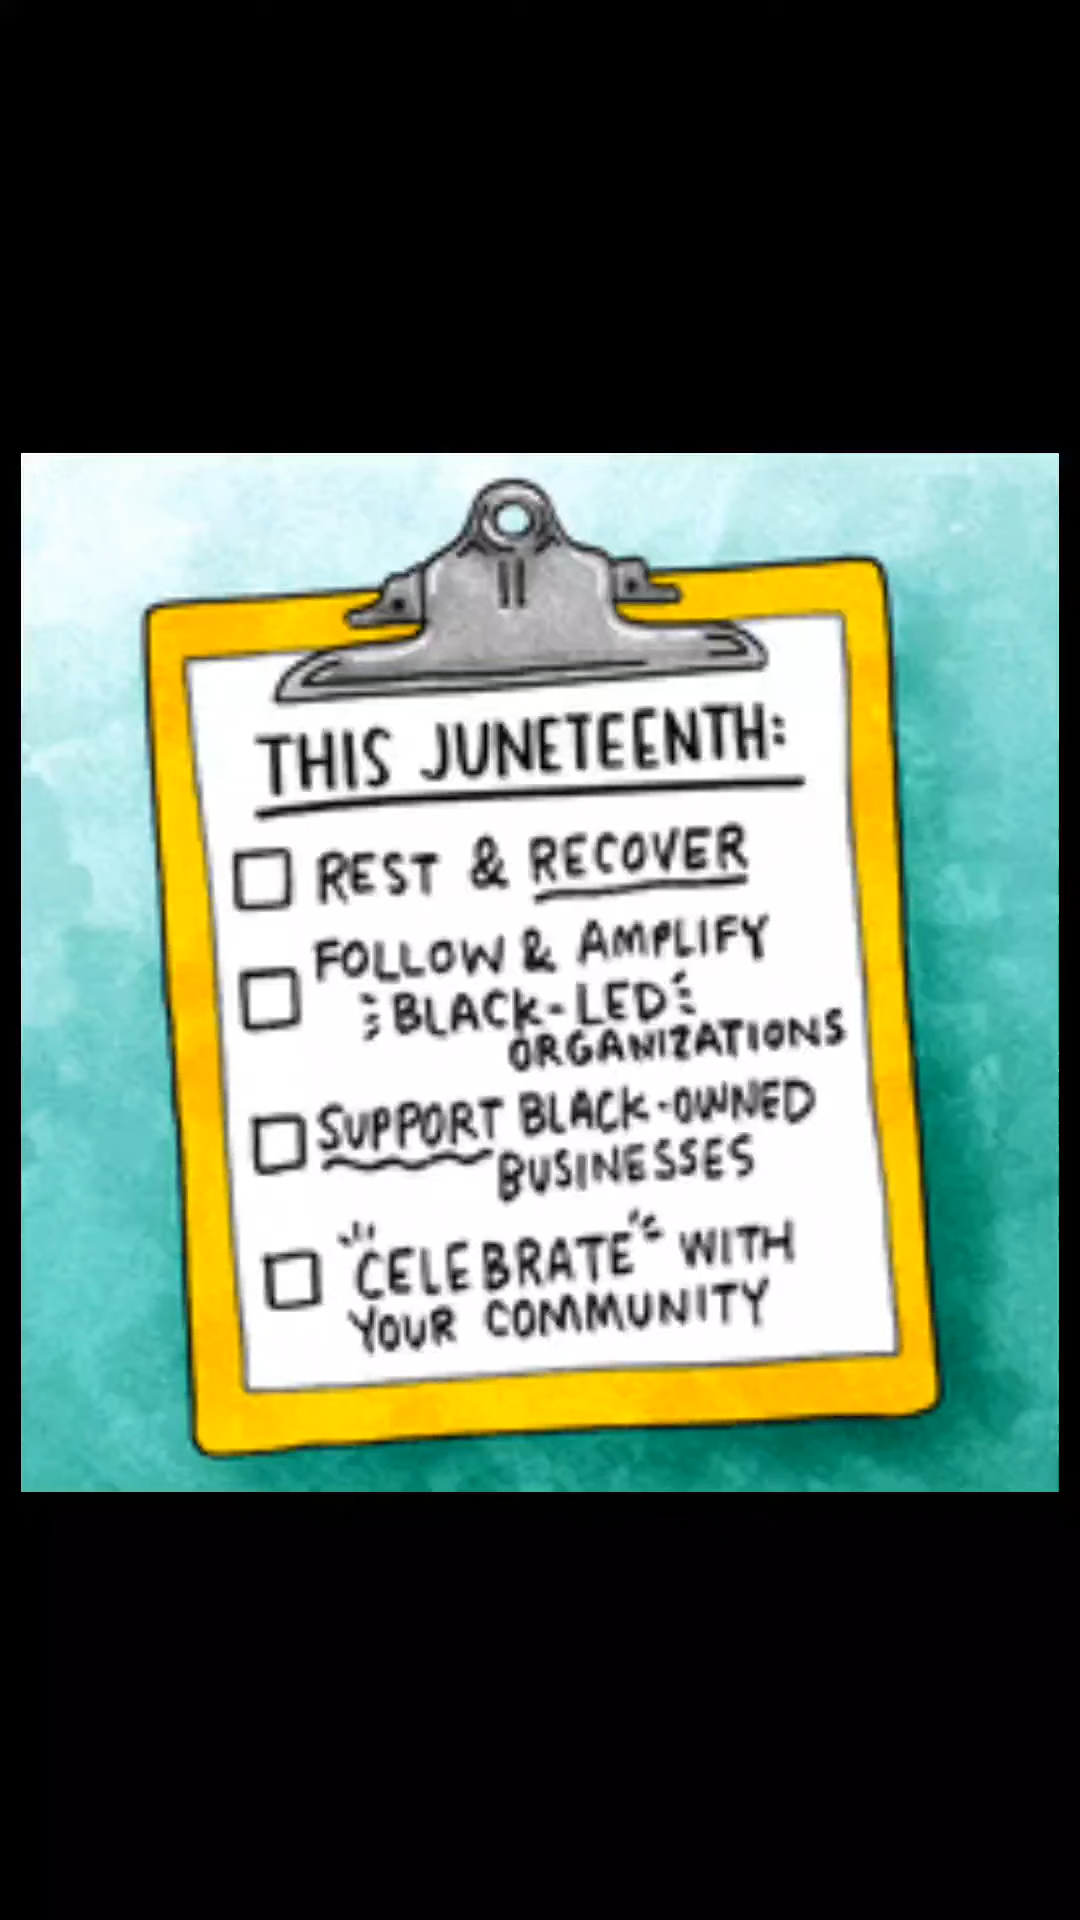 THIS JUNETEENTH:
REST & RECOVER
FOLLOW & AMPLIFY
BLACK-LED
ORGANIZATIONS
SUPPORT BLACK-OWNED
BUSINESSES
CELEBRATE WITH
YOUR COMMUNITY